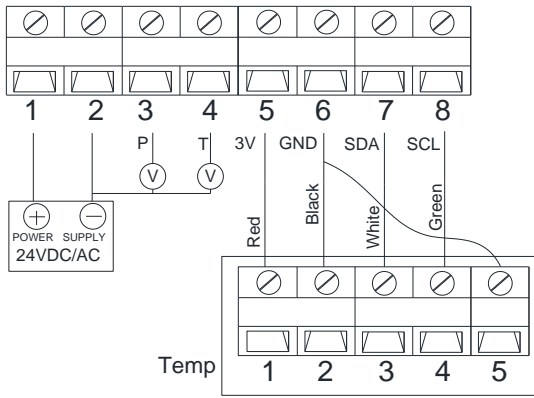 1 2 3 4 5 6 7 8
P T 3V GND SDA SCL
V V
Red Black White Green
+ −
POWER SUPPLY
24VDC/AC
Temp 1 2 3 4 5